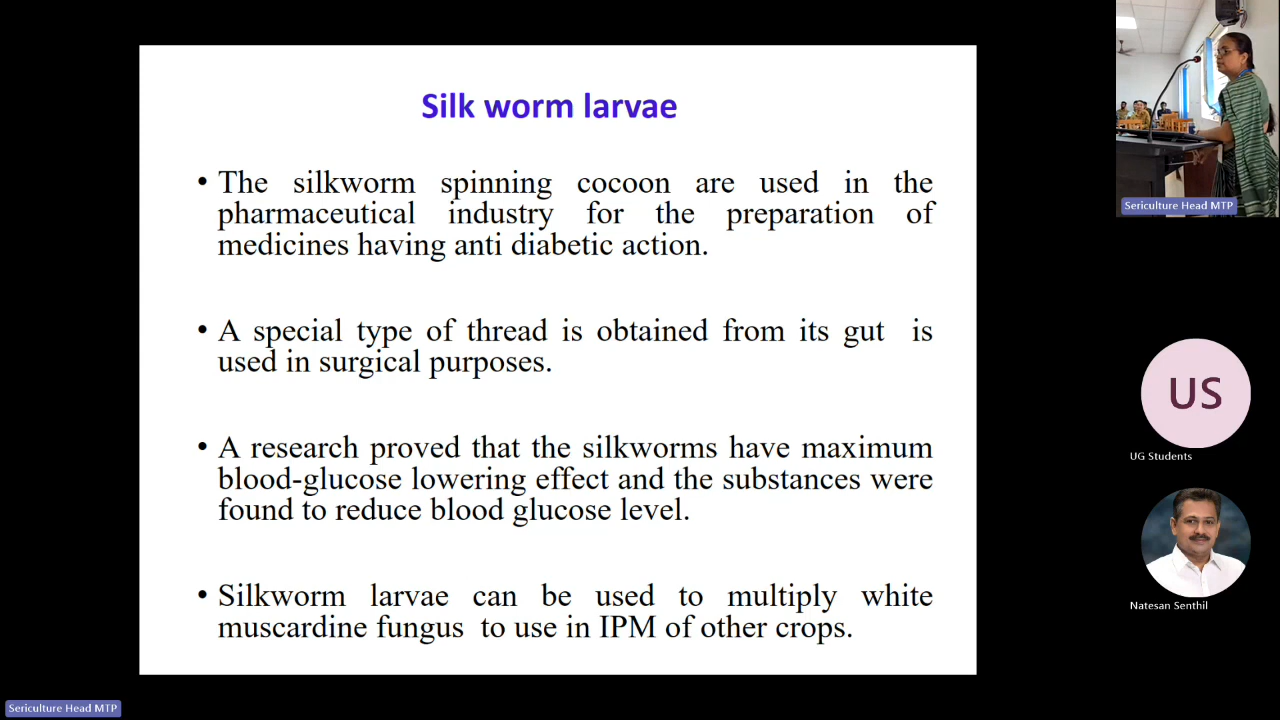 Silk worm larvae
• The silkworm spinning cocoon are used in the
pharmaceutical industry for the preparation of
medicines having anti diabetic action.
• A special type of thread is obtained from its gut is
used in surgical purposes.
• A research proved that the silkworms have maximum
blood-glucose lowering effect and the substances were
found to reduce blood glucose level.
• Silkworm larvae can be used to multiply white
muscardine fungus to use in IPM of other crops.
Sericulture Head MTP
US
UG Students
Natesan Senthil
Sericulture Head MTP